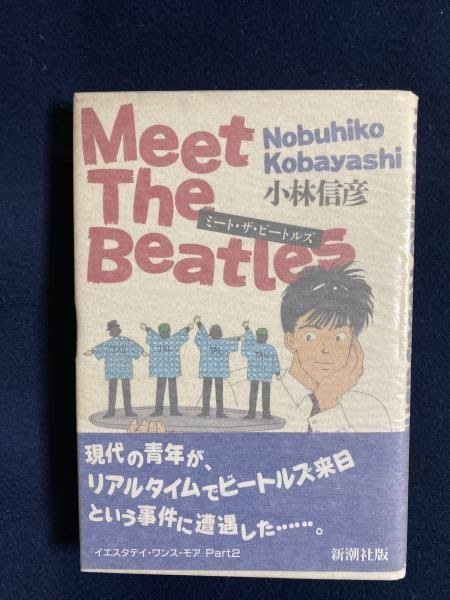 Meet
The
Beatles
Nobuhiko
Kobayashi
小林信彦
ミート・ザ・ビートルズ
現代の青年が、
リアルタイムでビートルズ来日
という事件に遭遇した……。
イエスタデイ・ワンス・モア Part2
新潮社版